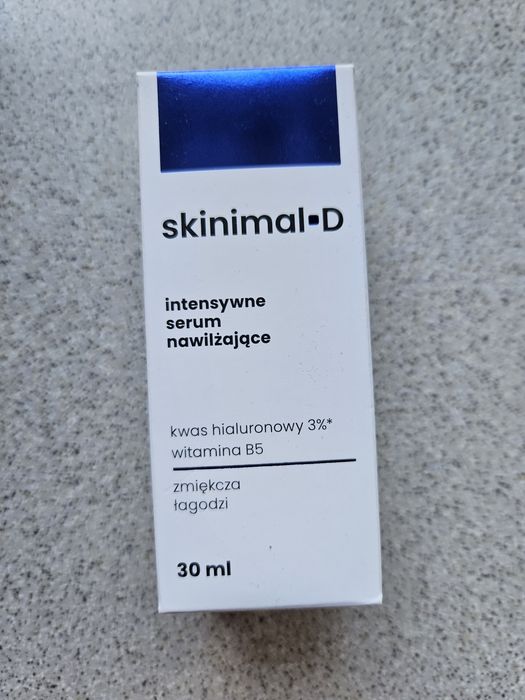 skinimal▪D
intensywne
serum
nawilżające
kwas hialuronowy 3%*
witamina B5
zmiękcza
łagodzi
30 ml